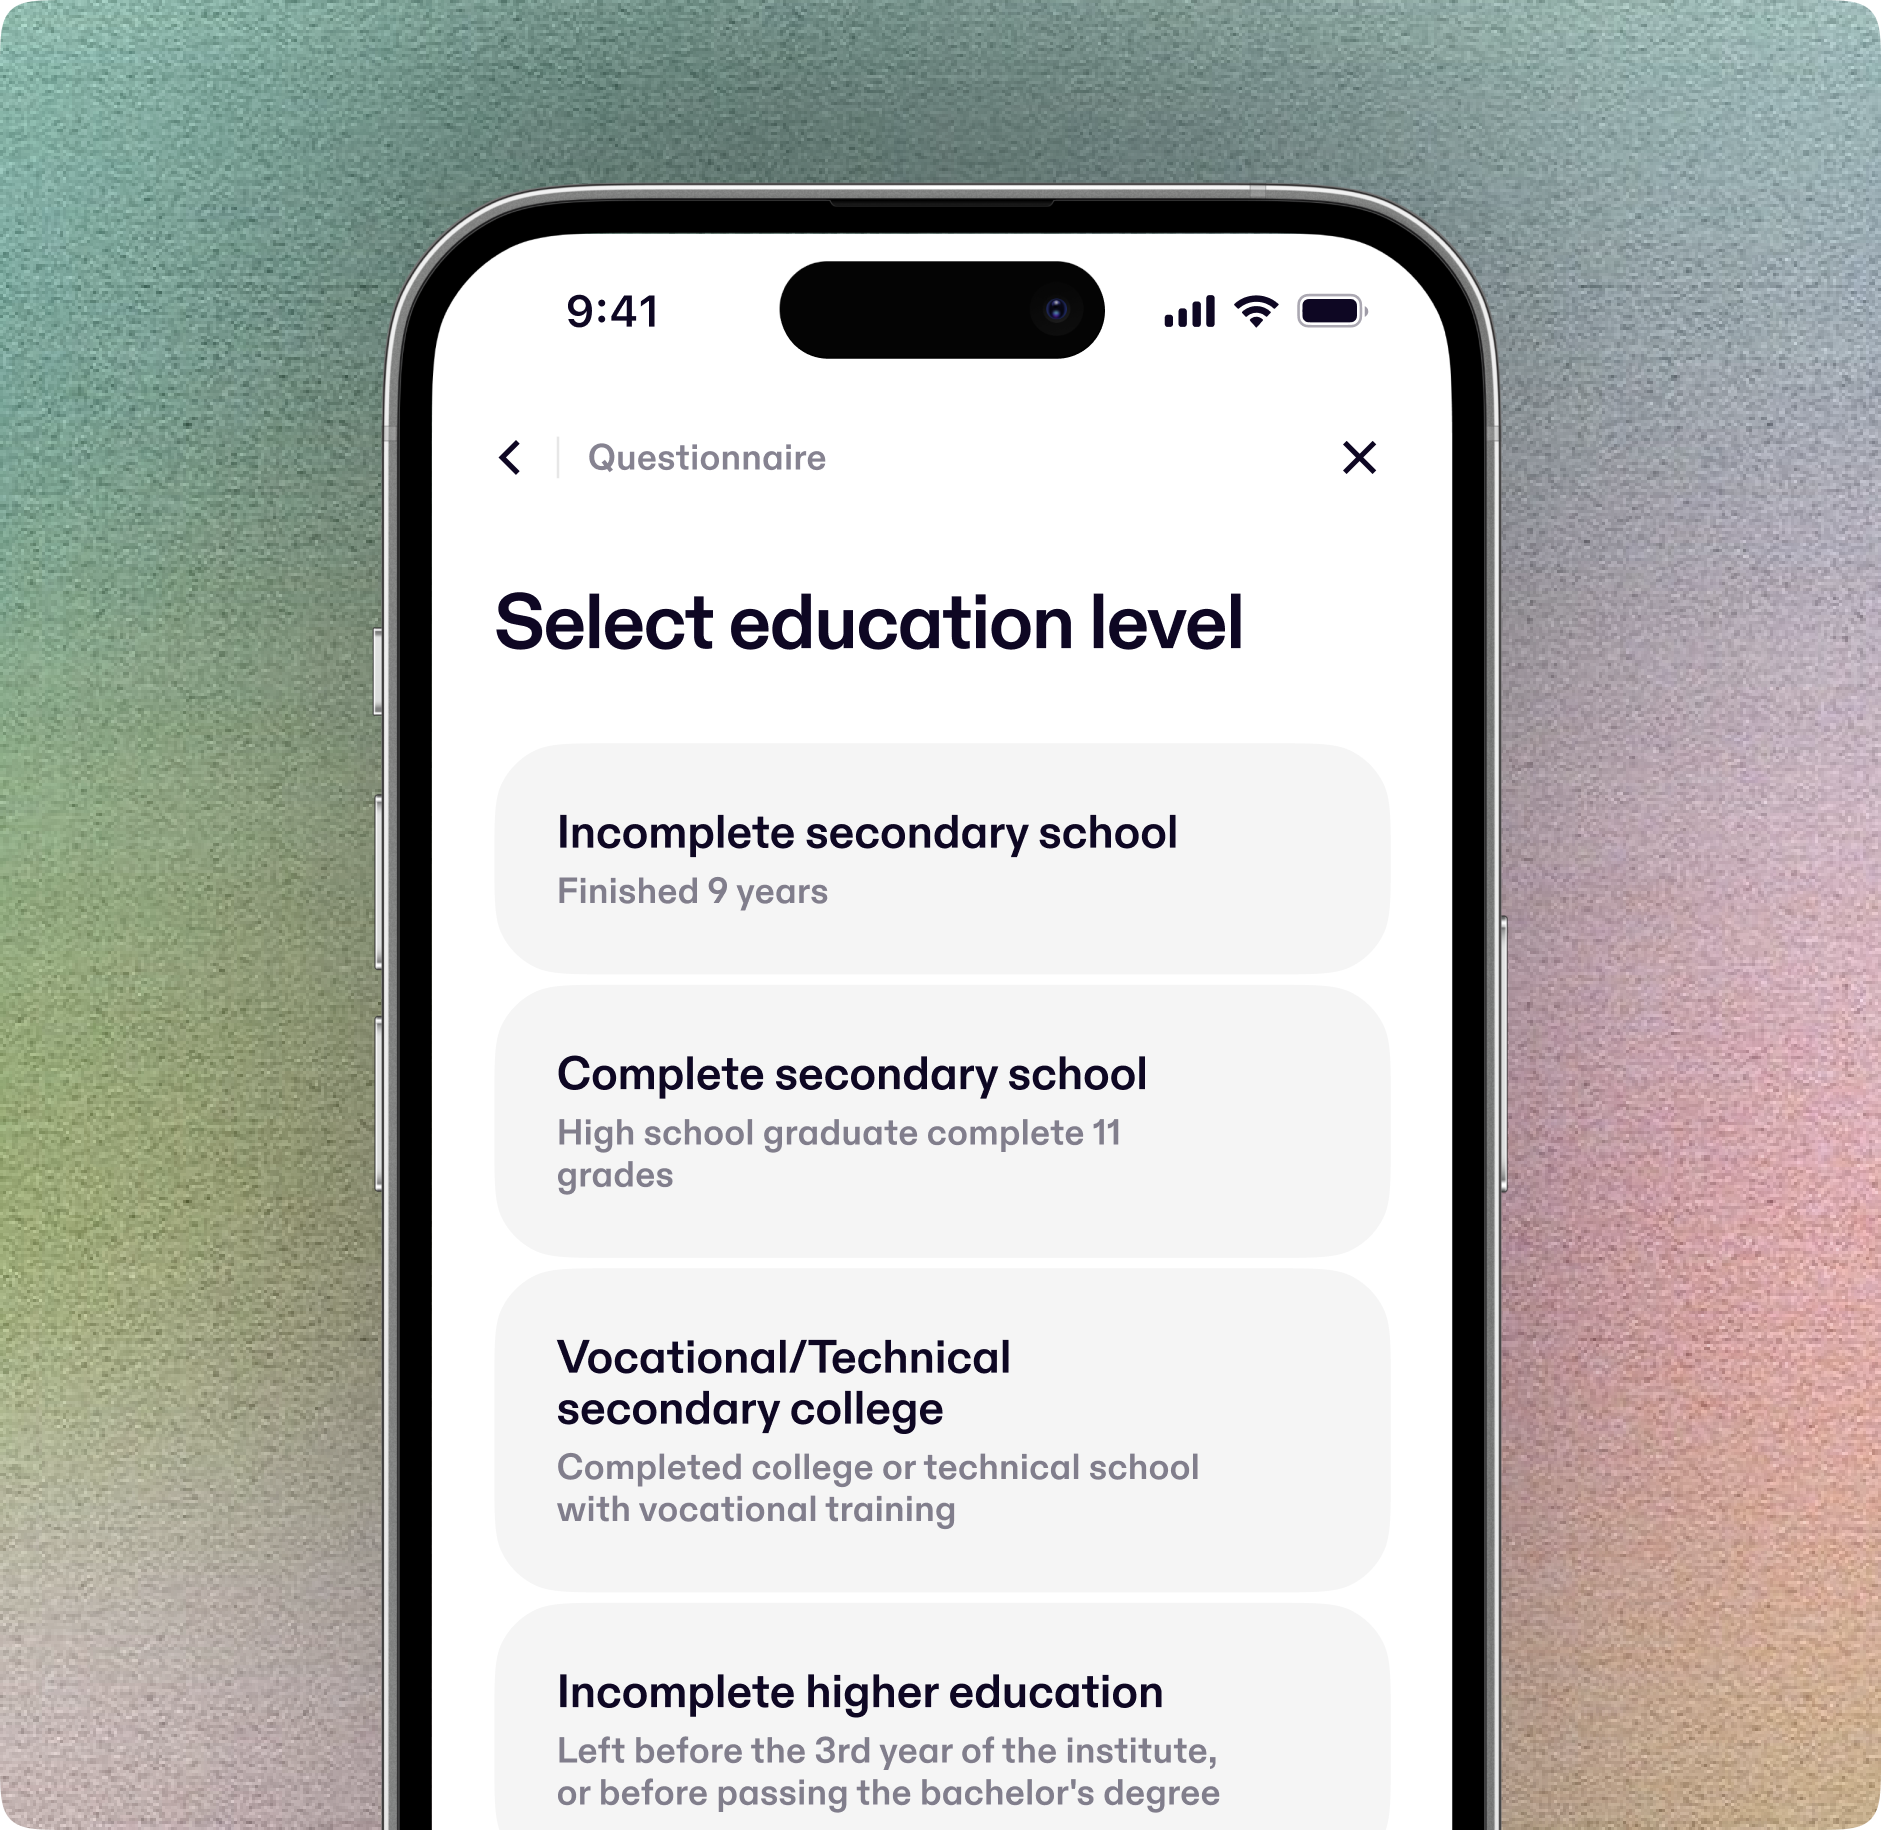 9:41
Questionnaire
Select education level
Incomplete secondary school
Finished 9 years
Complete secondary school
High school graduate complete 11
grades
Vocational/Technical
secondary college
Completed college or technical school
with vocational training
Incomplete higher education
Left before the 3rd year of the institute,
or before passing the bachelor's degree